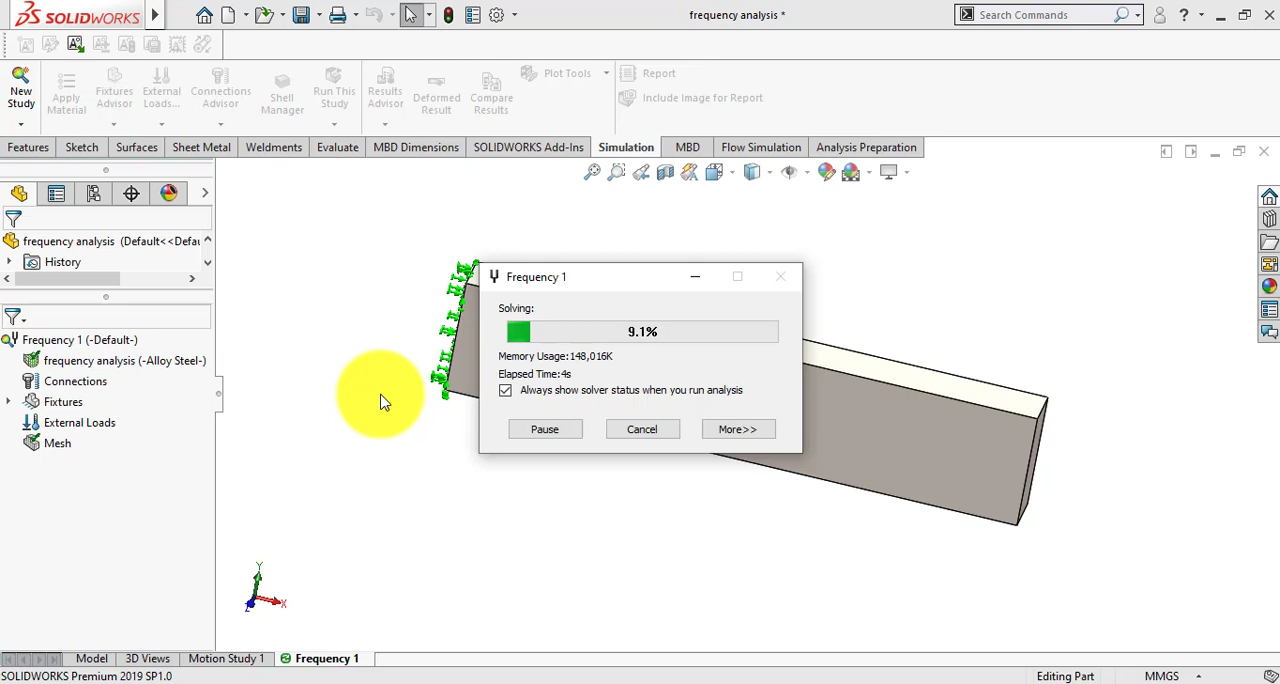 SOLIDWORKS
frequency analysis *
Search Commands
?
New Study
Apply Material
Fixtures Advisor
External Loads...
Connections Advisor
Shell Manager
Run This Study
Results Advisor
Deformed Result
Compare Results
Plot Tools
Report
Include Image for Report
Features
Sketch
Surfaces
Sheet Metal
Weldments
Evaluate
MBD Dimensions
SOLIDWORKS Add-Ins
Simulation
MBD
Flow Simulation
Analysis Preparation
frequency analysis (Default<<Defau
History
Frequency 1 (-Default-)
frequency analysis (-Alloy Steel-)
Connections
Fixtures
External Loads
Mesh
Frequency 1
Solving:
9.1%
Memory Usage:148,016K
Elapsed Time:4s
Always show solver status when you run analysis
Pause
Cancel
More>>
Y
X
Z
Model
3D Views
Motion Study 1
Frequency 1
SOLIDWORKS Premium 2019 SP1.0
Editing Part
MMGS